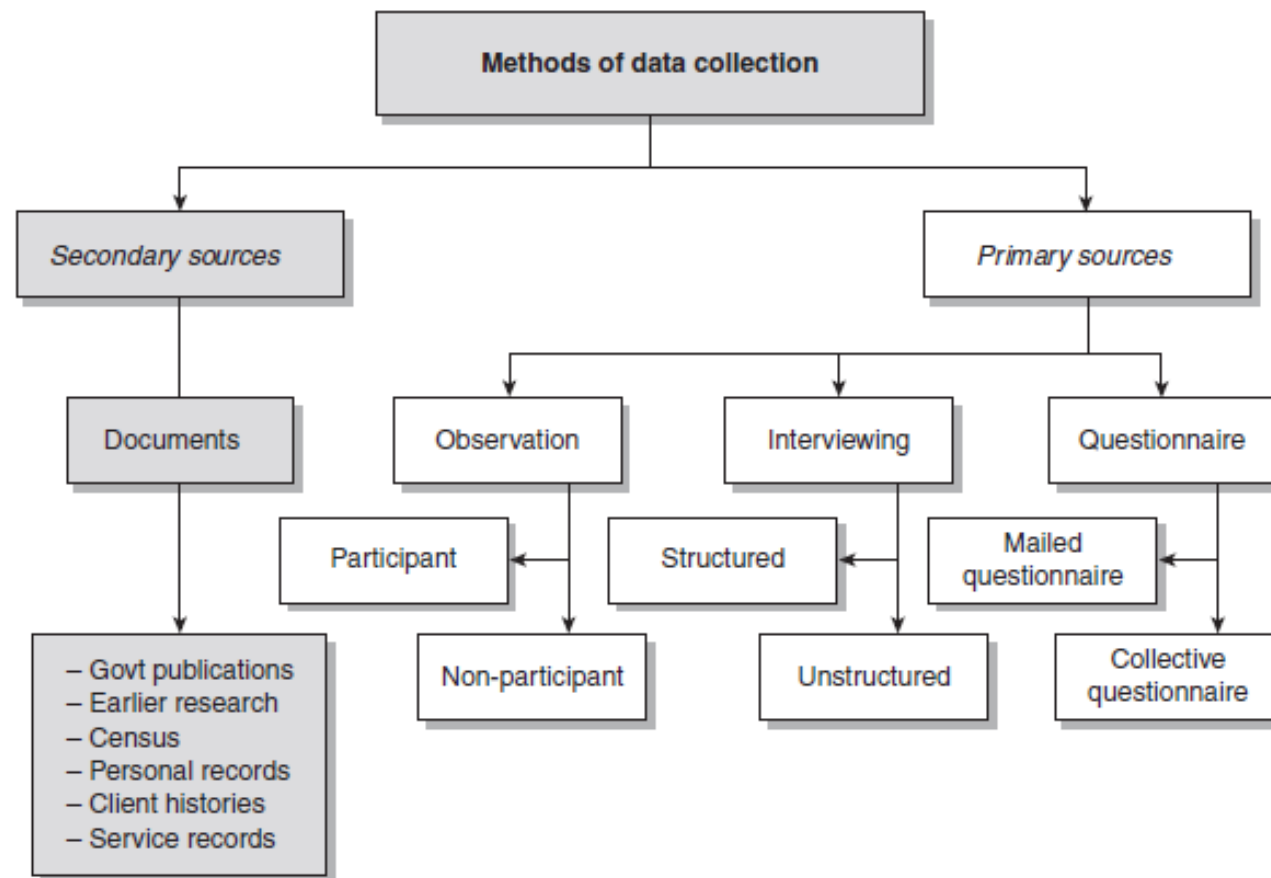 Methods of data collection
Secondary sources
Primary sources
Documents
Observation
Interviewing
Questionnaire
Participant
Structured
Mailed
questionnaire
– Govt publications
– Earlier research
– Census
– Personal records
– Client histories
– Service records
Non-participant
Unstructured
Collective
questionnaire